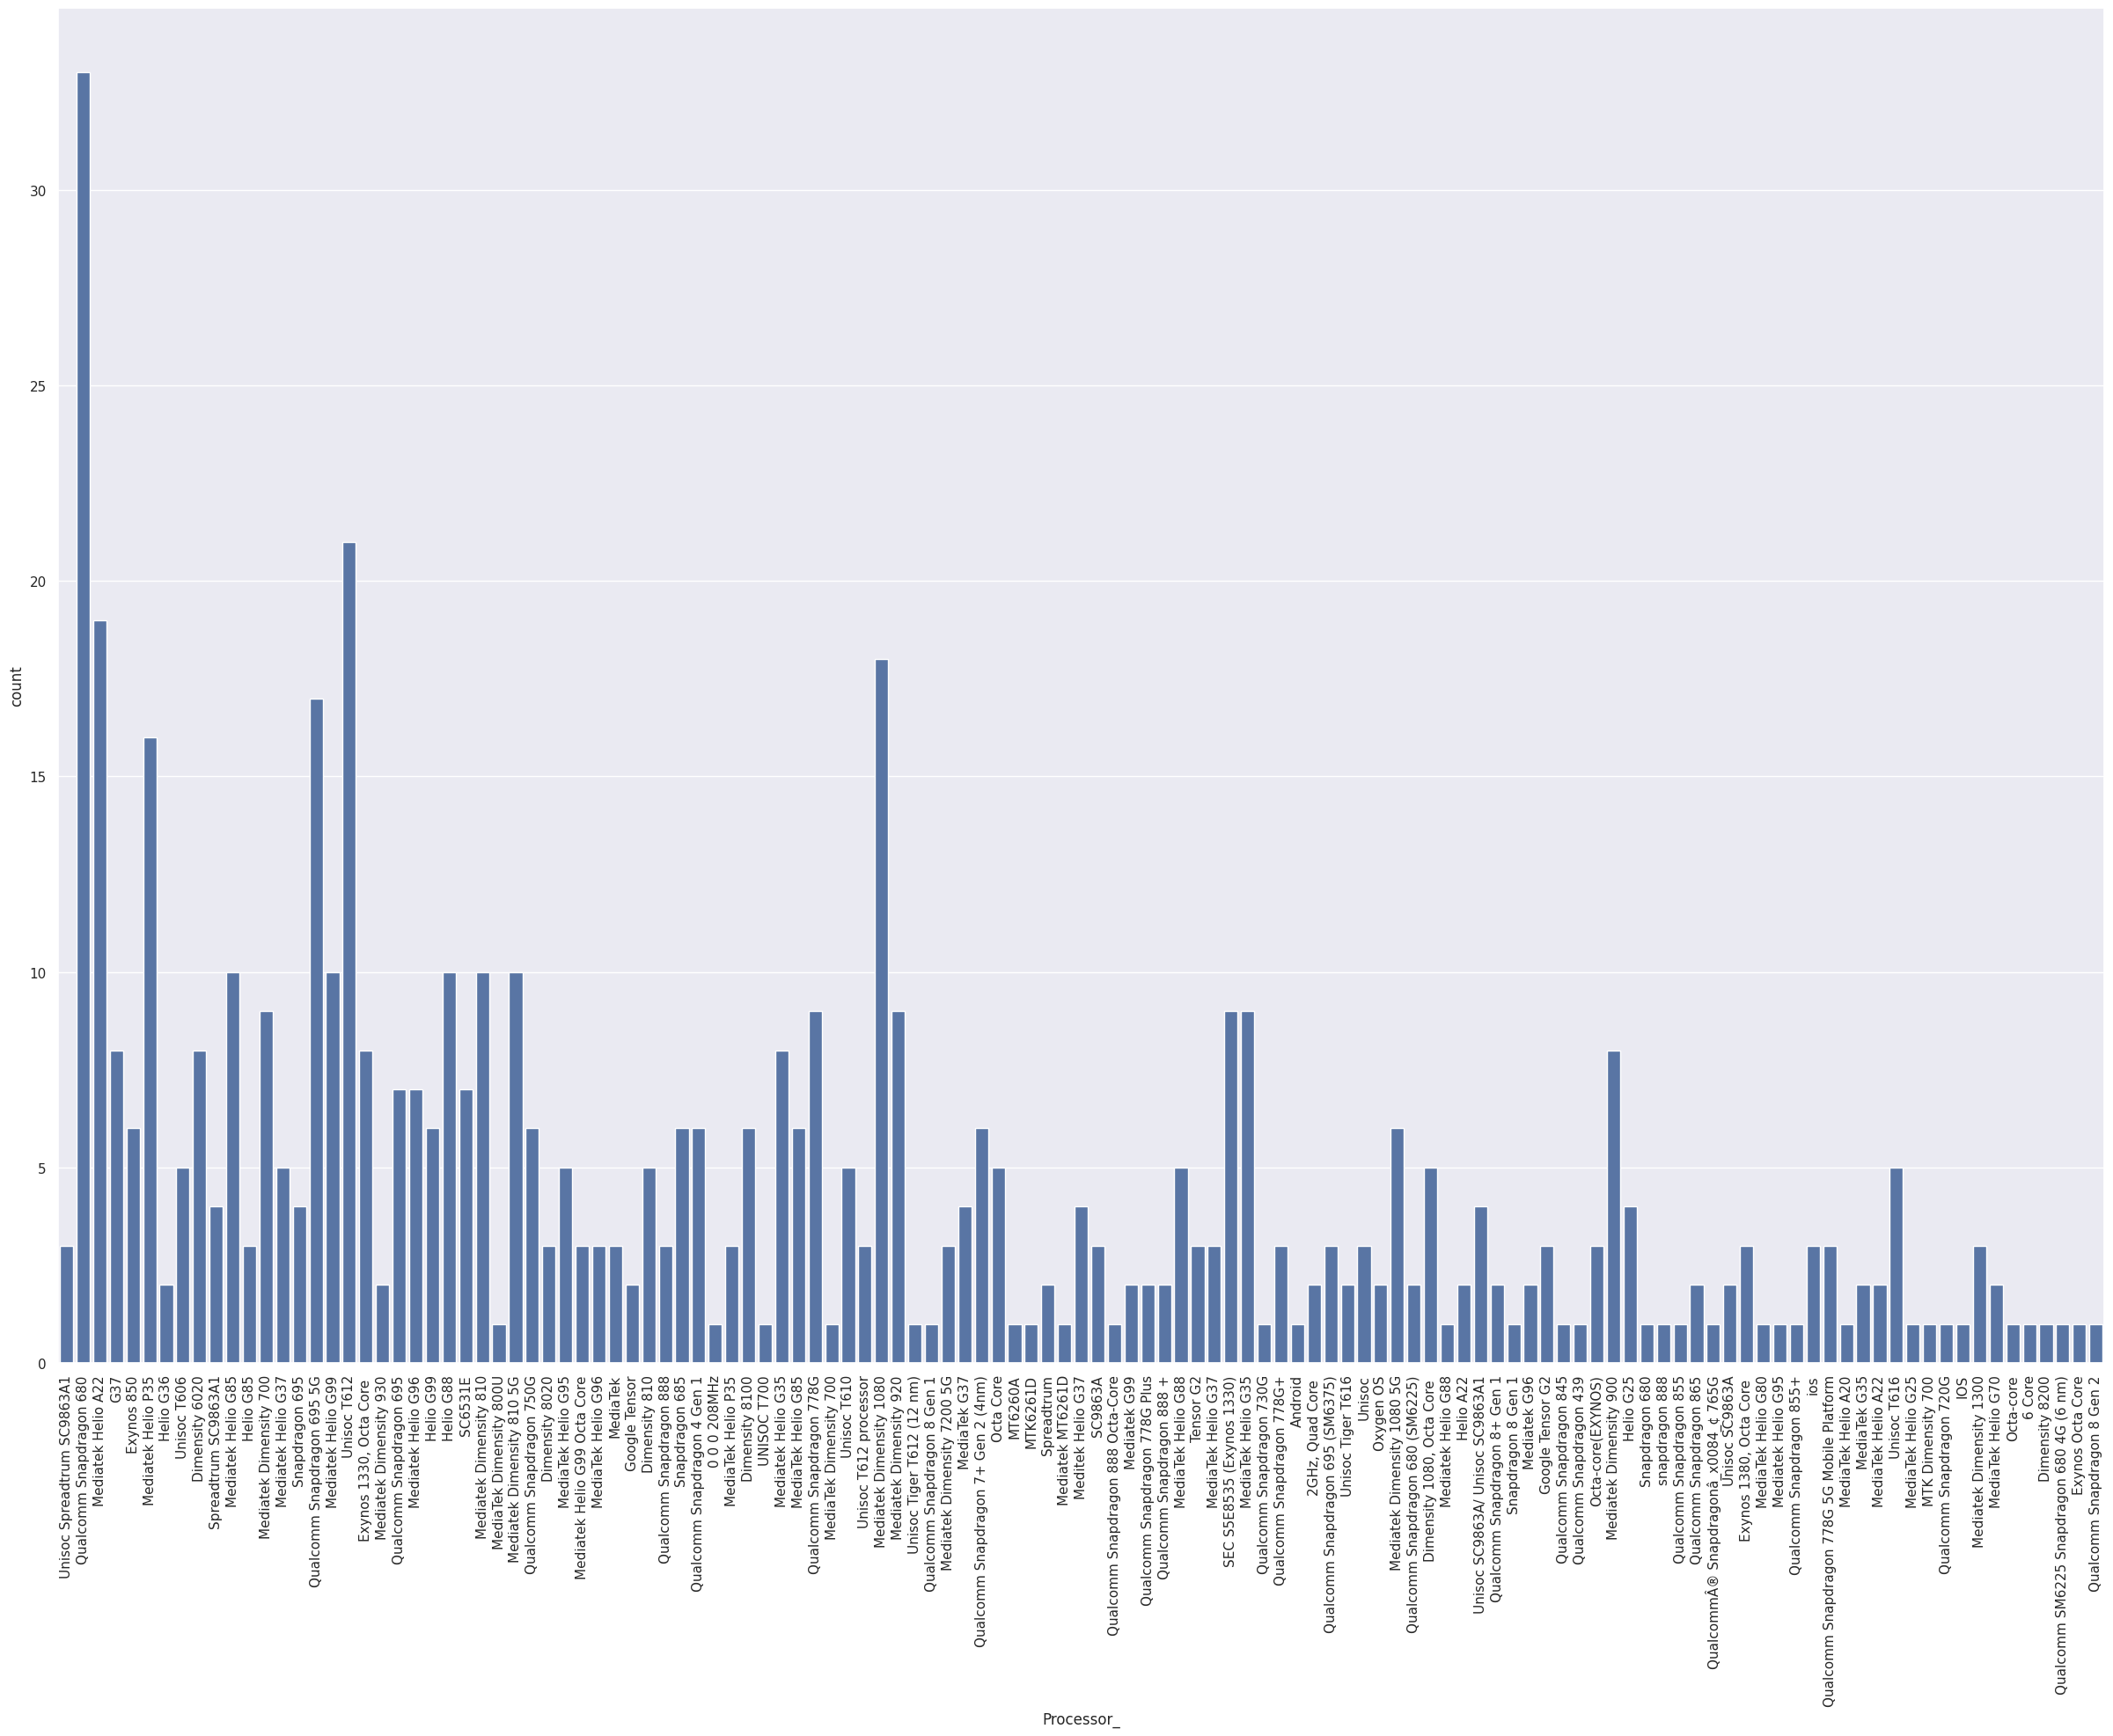 30
25
20
15
10
5
0
count
Unisoc Spreadtrum SC9863A1
Qualcomm Snapdragon 680
Mediatek Helio A22
G37
Exynos 850
Mediatek Helio P35
Helio G36
Unisoc T606
Dimensity 6020
Spreadtrum SC9863A1
Mediatek Helio G85
Helio G85
Mediatek Dimensity 700
Mediatek Helio G37
Snapdragon 695
Qualcomm Snapdragon 695 5G
Mediatek Helio G99
Unisoc T612
Exynos 1330, Octa Core
Mediatek Dimensity 930
Qualcomm Snapdragon 695
Mediatek Helio G96
Helio G99
Helio G88
SC6531E
Mediatek Dimensity 810
MediaTek Dimensity 800U
Mediatek Dimensity 810 5G
Qualcomm Snapdragon 750G
Dimensity 8020
MediaTek Helio G95
Mediatek Helio G99 Octa Core
MediaTek Helio G96
MediaTek
Google Tensor
Dimensity 810
Qualcomm Snapdragon 888
Snapdragon 685
Qualcomm Snapdragon 4 Gen 1
0 0 0 208MHz
MediaTek Helio P35
Dimensity 8100
UNISOC T700
Mediatek Helio G35
MediaTek Helio G85
Qualcomm Snapdragon 778G
MediaTek Dimensity 700
Unisoc T610
Unisoc T612 processor
Mediatek Dimensity 1080
Mediatek Dimensity 920
Unisoc Tiger T612 (12 nm)
Qualcomm Snapdragon 8 Gen 1
Mediatek Dimensity 7200 5G
MediaTek G37
Qualcomm Snapdragon 7+ Gen 2 (4nm)
Octa Core
MT6260A
MTK6261D
Spreadtrum
Mediatek MT6261D
Meditek Helio G37
SC9863A
Qualcomm Snapdragon 888 Octa-Core
Mediatek G99
Qualcomm Snapdragon 778G Plus
Qualcomm Snapdragon 888 +
MediaTek Helio G88
Tensor G2
MediaTek Helio G37
SEC S5E8535 (Exynos 1330)
MediaTek Helio G35
Qualcomm Snapdragon 730G
Qualcomm Snapdragon  778G+
Android
2GHz, Quad Core
Qualcomm Snapdragon 695 (SM6375)
Unisoc Tiger T616
Unisoc
Oxygen OS
Mediatek Dimensity 1080 5G
Qualcomm Snapdragon 680 (SM6225)
Dimensity 1080, Octa Core
Mediatek Helio G88
Helio A22
Unisoc SC9863A/ Unisoc SC9863A1
Qualcomm Snapdragon 8+ Gen 1
Snapdragon 8 Gen 1
Mediatek G96
Google Tensor G2
Qualcomm Snapdragon 845
Qualcomm Snapdragon 439
Octa-core(EXYNOS)
Mediatek Dimensity 900
Helio G25
Snapdragon 680
snapdragon 888
Qualcomm Snapdragon 855
Qualcomm Snapdragon 865
QualcommÂ® Snapdragonâ x0084 ¢ 765G
Unisoc SC9863A
Exynos 1380, Octa Core
MediaTek Helio G80
Mediatek Helio G95
Qualcomm Snapdragon 855+
ios
Qualcomm Snapdragon 778G 5G Mobile Platform
MediaTek Helio A20
MediaTek G35
MediaTek Helio A22
Unisoc T616
MediaTek Helio G25
MTK Dimensity 700
Qualcomm Snapdragon 720G
IOS
Mediatek Dimensity 1300
MediaTek Helio G70
Octa-core
6 Core
Dimensity 8200
Qualcomm SM6225 Snapdragon 680 4G (6 nm)
Exynos Octa Core
Qualcomm Snapdragon 8 Gen 2
Processor_